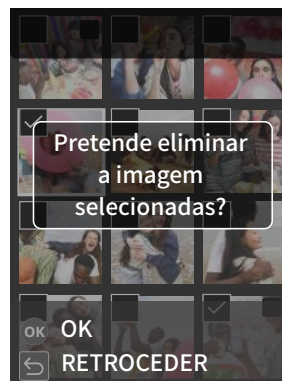 Pretende eliminar
a imagem
selecionadas?
OK OK
RETROCEDER